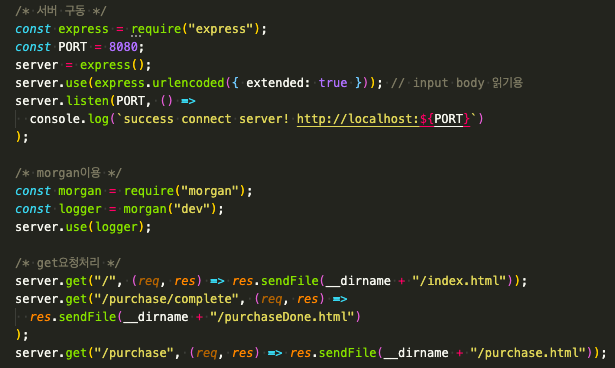 /* 서버 구동 */
const express = require("express");
const PORT = 8080;
server = express();
server.use(express.urlencoded({ extended: true })); // input body 읽기용
server.listen(PORT, () =>
  console.log(`success connect server! http://localhost:${PORT}`)
);
/* morgan이용 */
const morgan = require("morgan");
const logger = morgan("dev");
server.use(logger);
/* get요청처리 */
server.get("/", (req, res) => res.sendFile(__dirname + "/index.html"));
server.get("/purchase/complete", (req, res) =>
  res.sendFile(__dirname + "/purchaseDone.html")
);
server.get("/purchase", (req, res) => res.sendFile(__dirname + "/purchase.html"));